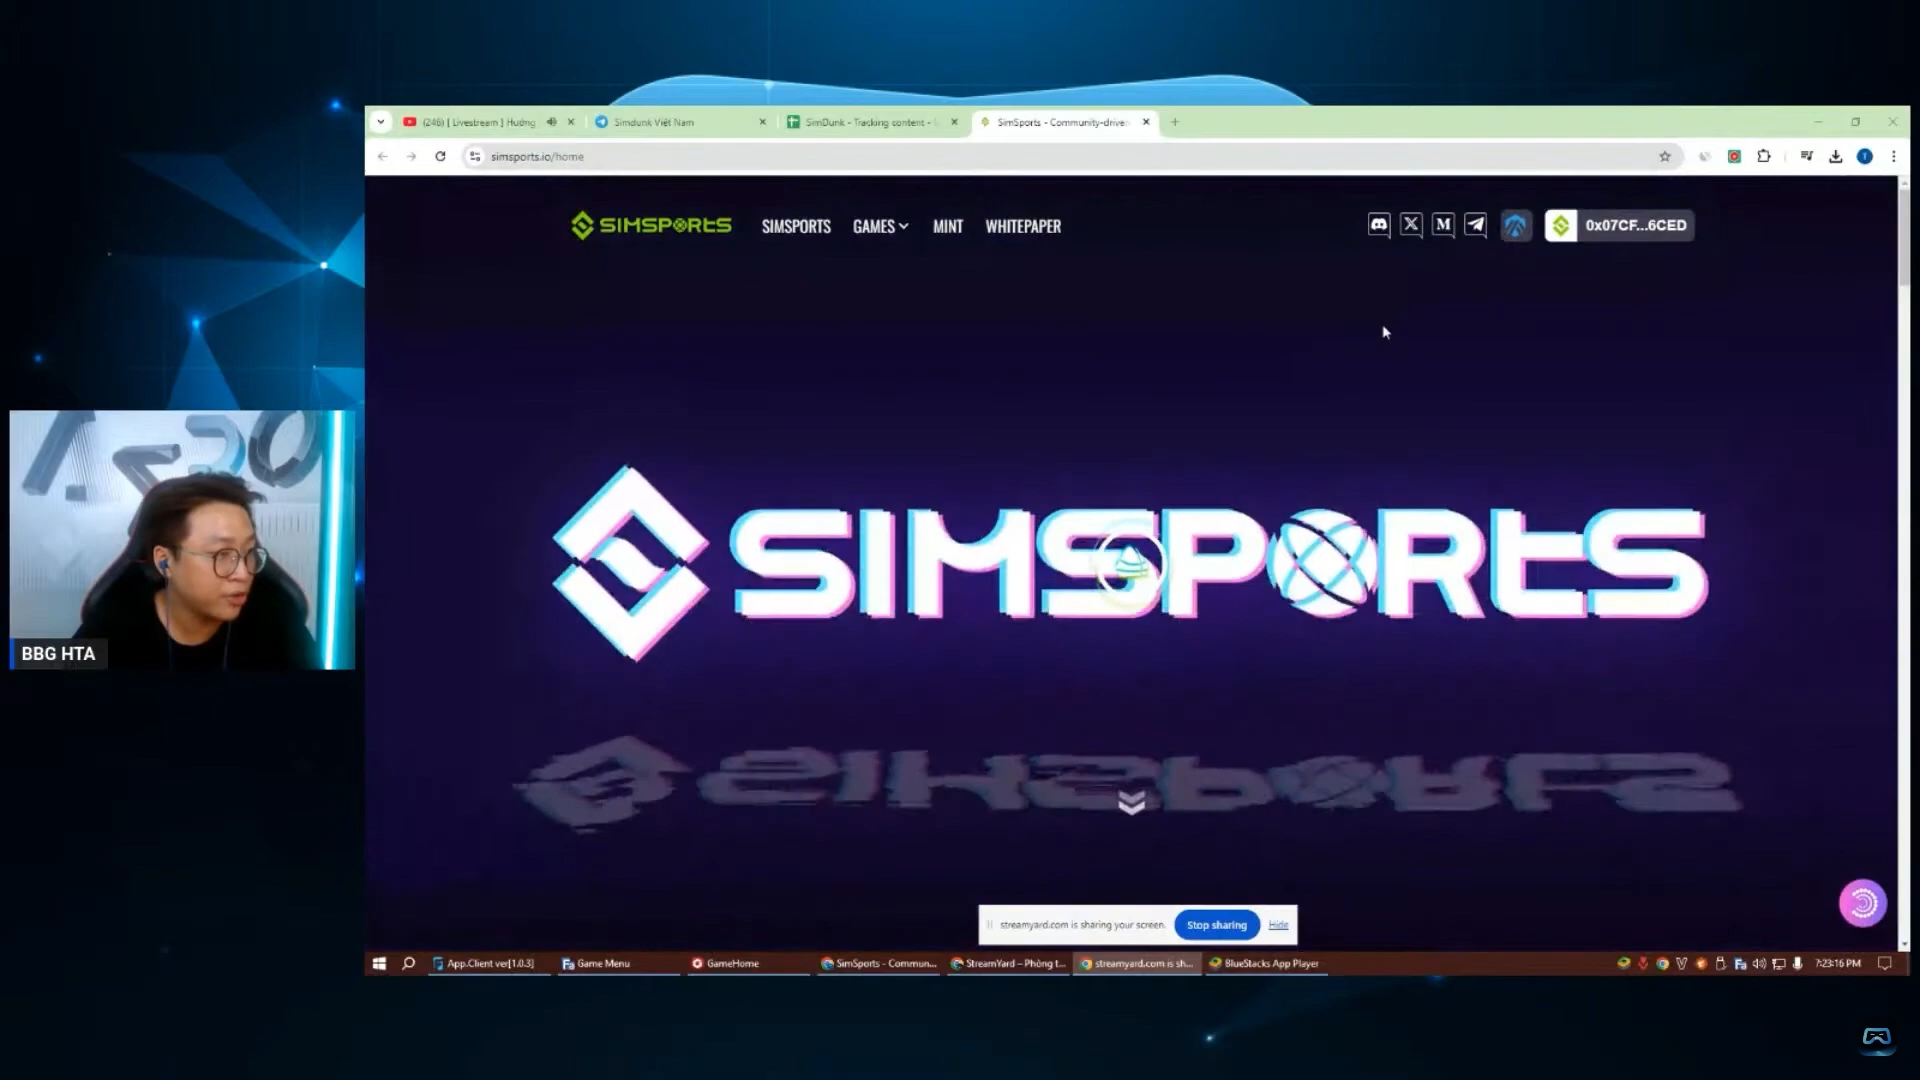 (246) [ Livestream ] Hướng
Simdunk Việt Nam
SimDunk - Tracking content -
SimSports - Community-drive
simsports.io/home
SIMSPORTS
SIMSPORTS
GAMES
MINT
WHITEPAPER
0x07CF...6CED
SIMSPORTS
BBG HTA
streamyard.com is sharing your screen.
Stop sharing
Hide
App.Client ver[1.0.3]
Game Menu
GameHome
SimSports - Commun...
StreamYard – Phòng t...
streamyard.com is sh...
BlueStacks App Player
7:23:16 PM